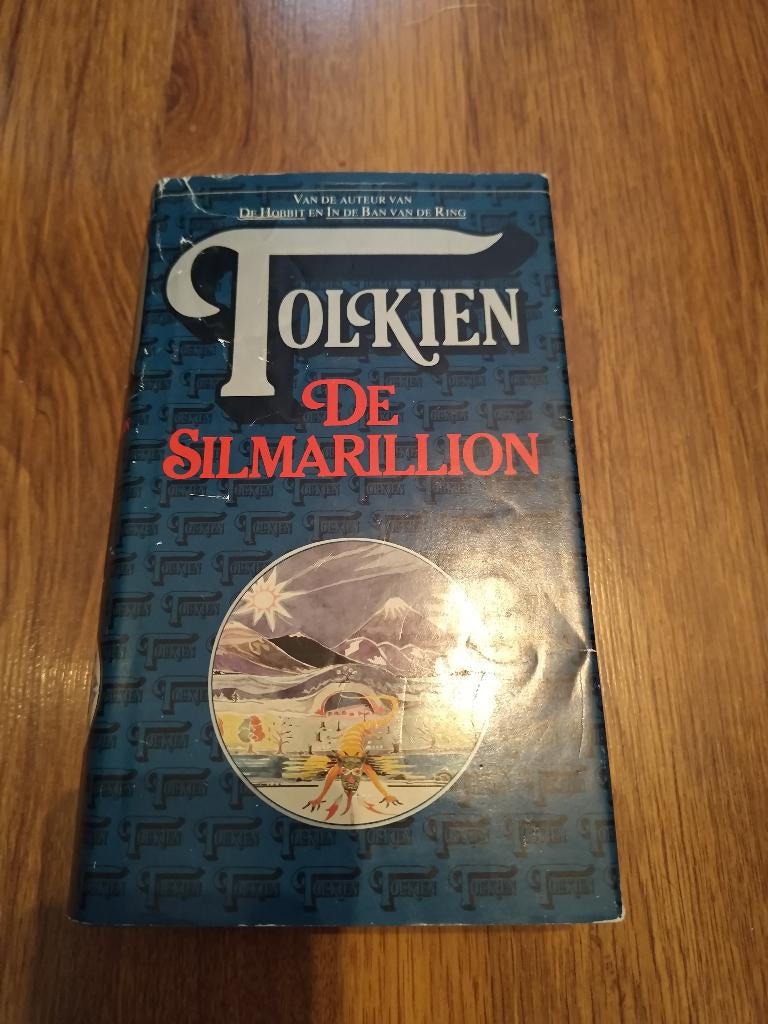 VAN DE AUTEUR VAN
DE HOBBIT EN IN DE BAN VAN DE RING
TOLKIEN
DE
SILMARILLION